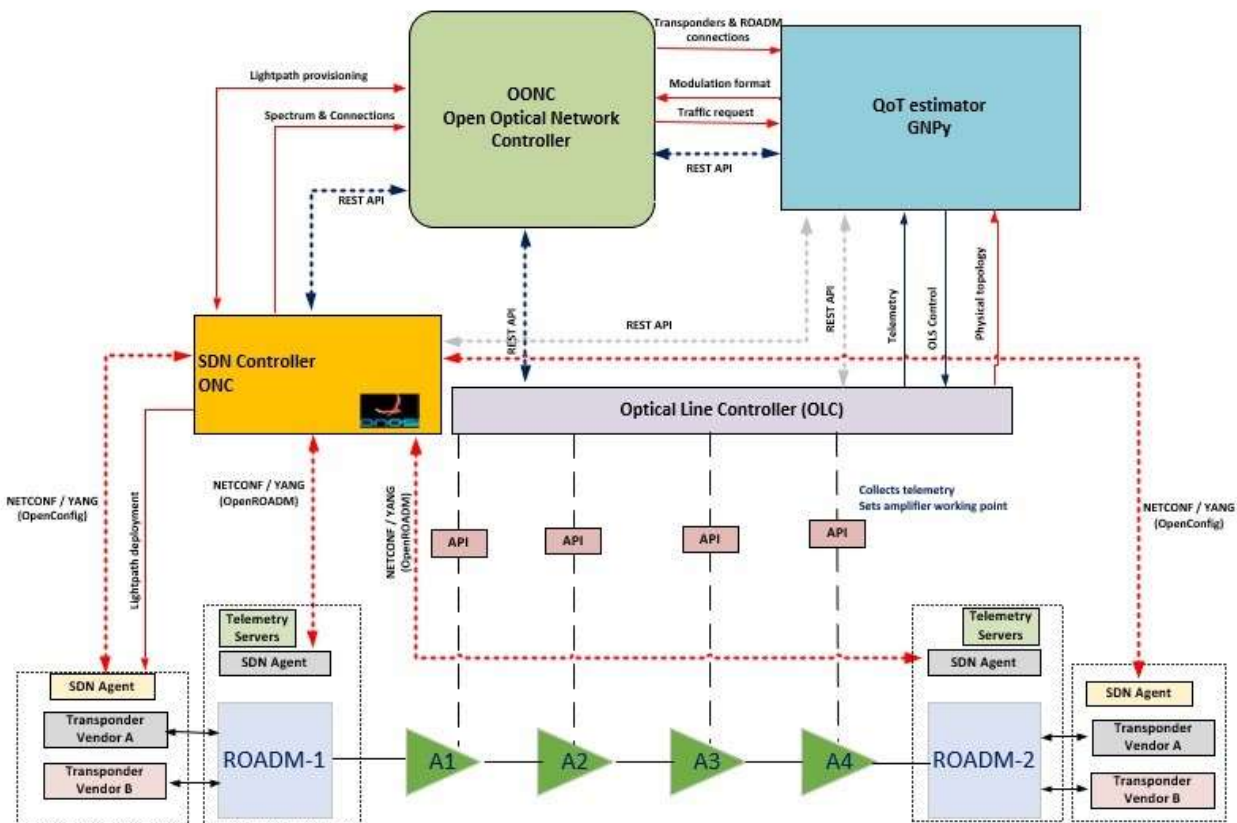 Transponders & ROADM
connections
Lightpath provisioning
OONC
Open Optical Network
Controller
Modulation format
QoT estimator
GNPy
Spectrum & Connections
Traffic request
REST API
REST API
REST API
REST API
REST API
Telemetry
OLS Control
Physical topology
SDN Controller
ONC
onos
Optical Line Controller (OLC)
NETCONF / YANG
(OpenConfig)
NETCONF / YANG
(OpenROADM)
NETCONF / YANG
(OpenROADM)
Collects telemetry
Sets amplifier working point
NETCONF / YANG
(OpenConfig)
Lightpath deployment
API
API
API
API
Telemetry
Servers
SDN Agent
Telemetry
Servers
SDN Agent
SDN Agent
Transponder
Vendor A
Transponder
Vendor B
ROADM-1
A1
A2
A3
A4
ROADM-2
SDN Agent
Transponder
Vendor A
Transponder
Vendor B